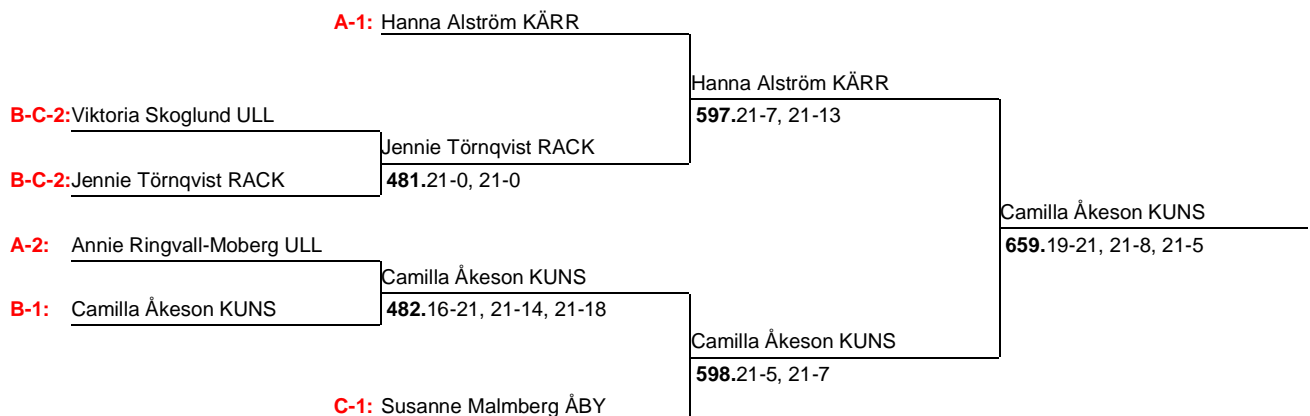 A-1: Hanna Alström KÄRR
Hanna Alström KÄRR
B-C-2: Viktoria Skoglund ULL
597. 21-7, 21-13
Jennie Törnqvist RACK
B-C-2: Jennie Törnqvist RACK
481. 21-0, 21-0
Camilla Åkeson KUNS
A-2: Annie Ringvall-Moberg ULL
659. 19-21, 21-8, 21-5
Camilla Åkeson KUNS
B-1: Camilla Åkeson KUNS
482. 16-21, 21-14, 21-18
Camilla Åkeson KUNS
598. 21-5, 21-7
C-1: Susanne Malmberg ÅBY